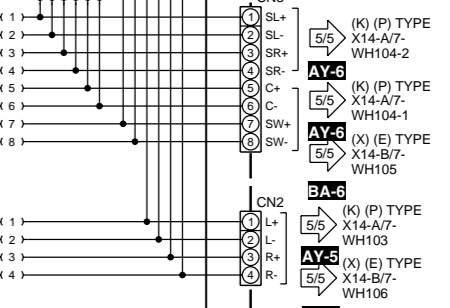 1 1 SL+
2 2 SL-
3 3 SR+
4 4 SR-
5 5 C+
6 6 C-
7 7 SW+
8 8 SW-
5/5 (K) (P) TYPE
X14-A/7-
WH104-2
AY-6
5/5 (K) (P) TYPE
X14-A/7-
WH104-1
AY-6
5/5 (X) (E) TYPE
X14-B/7-
WH105
BA-6
CN2
1 1 L+
2 2 L-
3 3 R+
4 4 R-
5/5 (K) (P) TYPE
X14-A/7-
WH103
AY-5
5/5 (X) (E) TYPE
X14-B/7-
WH106